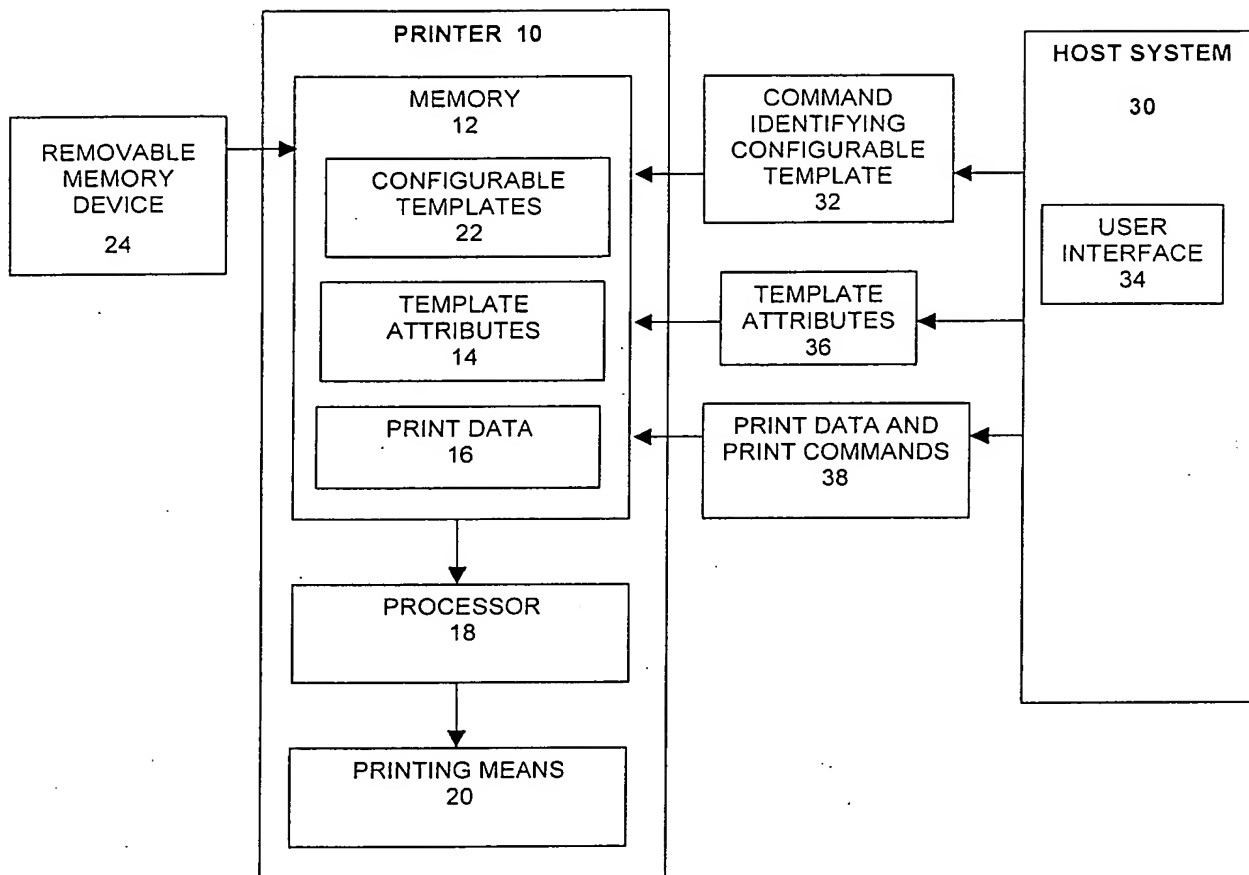 PRINTER 10
MEMORY
12
CONFIGURABLE
TEMPLATES
22
TEMPLATE
ATTRIBUTES
14
PRINT DATA
16
PROCESSOR
18
PRINTING MEANS
20
REMOVABLE
MEMORY
DEVICE
24
COMMAND
IDENTIFYING
CONFIGURABLE
TEMPLATE
32
TEMPLATE
ATTRIBUTES
36
PRINT DATA AND
PRINT COMMANDS
38
HOST SYSTEM
30
USER
INTERFACE
34